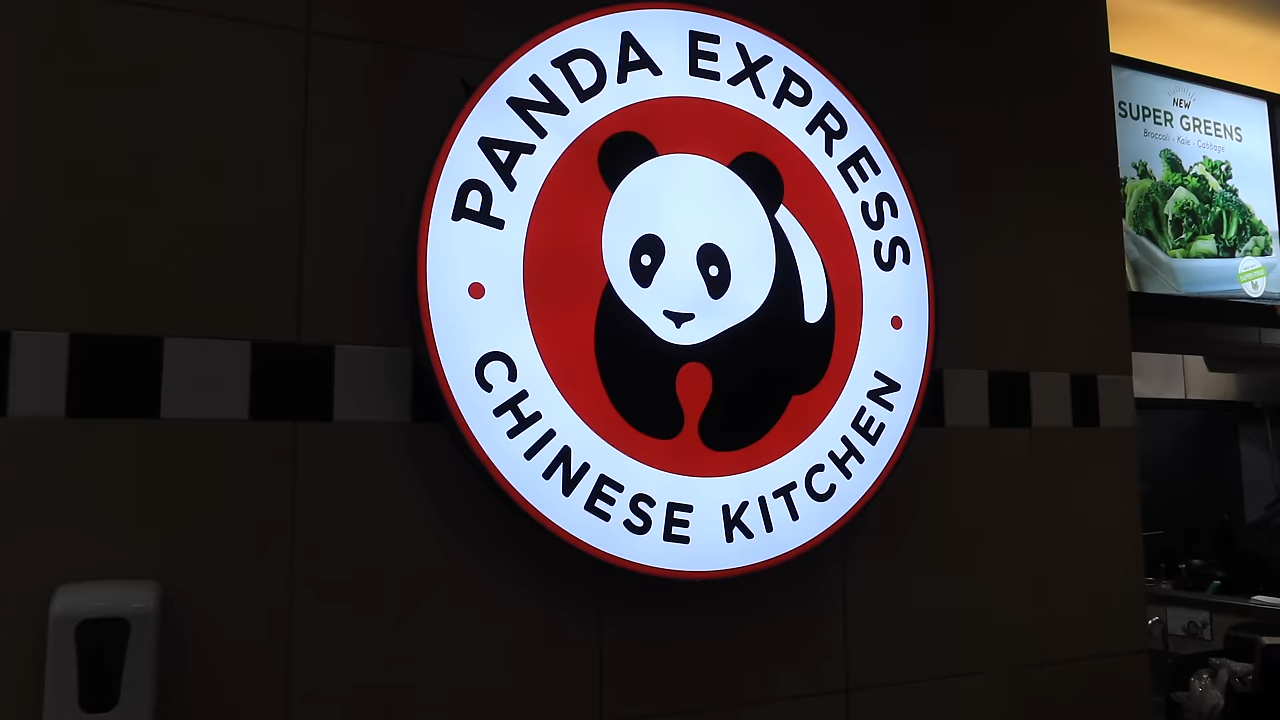 PANDA EXPRESS
CHINESE KITCHEN
NEW
SUPER GREENS
Broccoli - Kale - Cabbage